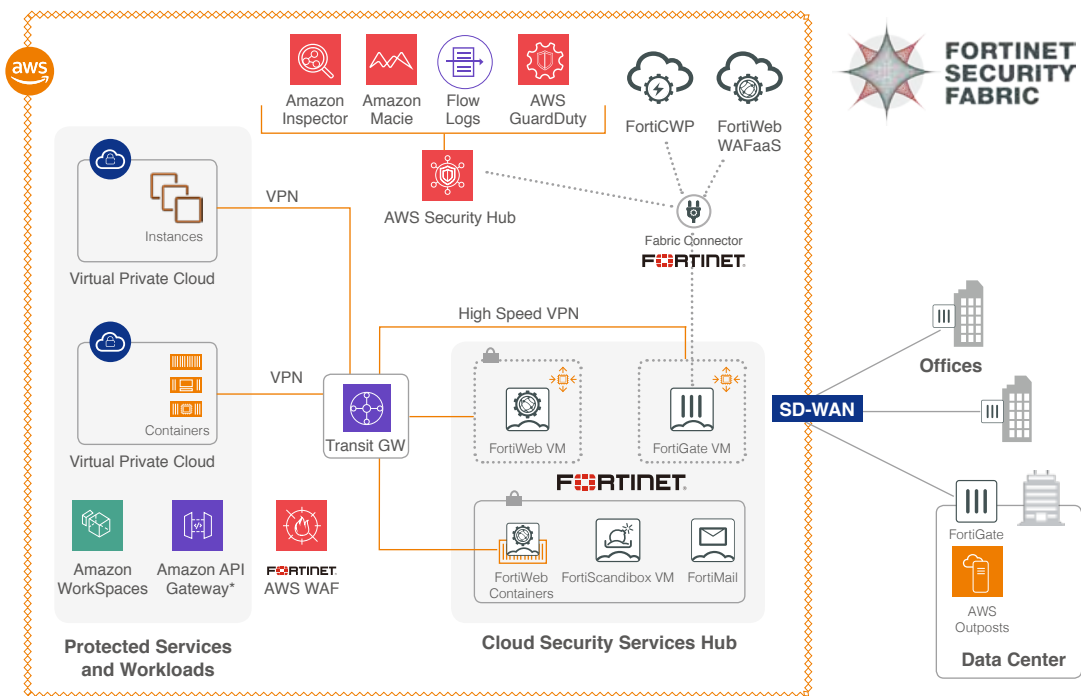 aws
FORTINET
SECURITY
FABRIC
Amazon
Inspector
Amazon
Macie
Flow
Logs
AWS
GuardDuty
FortiCWP
FortiWeb
WAFaaS
AWS Security Hub
Fabric Connector
FORTINET
VPN
Instances
Virtual Private Cloud
High Speed VPN
VPN
Containers
Virtual Private Cloud
Transit GW
FortiWeb VM
FortiGate VM
FORTINET
FortiWeb
Containers
FortiScandibox VM
FortiMail
Cloud Security Services Hub
Amazon
WorkSpaces
Amazon API
Gateway*
FORTINET
AWS WAF
Protected Services
and Workloads
SD-WAN
Offices
FortiGate
AWS
Outposts
Data Center